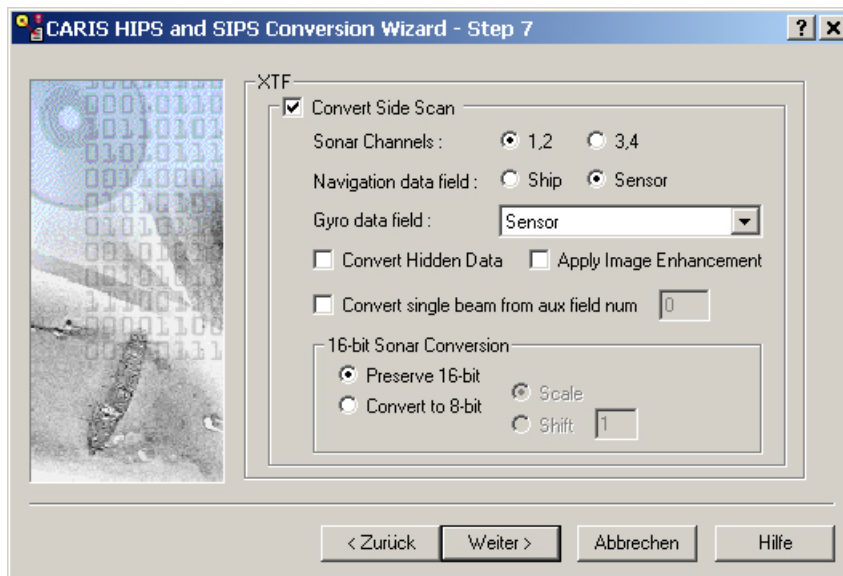 CARIS HIPS and SIPS Conversion Wizard - Step 7
XTF
Convert Side Scan
Sonar Channels : 1,2 3,4
Navigation data field : Ship Sensor
Gyro data field : Sensor
Convert Hidden Data Apply Image Enhancement
Convert single beam from aux field num 0
16-bit Sonar Conversion
Preserve 16-bit
Scale
Convert to 8-bit
Shift 1
< Zurück Weiter > Abbrechen Hilfe